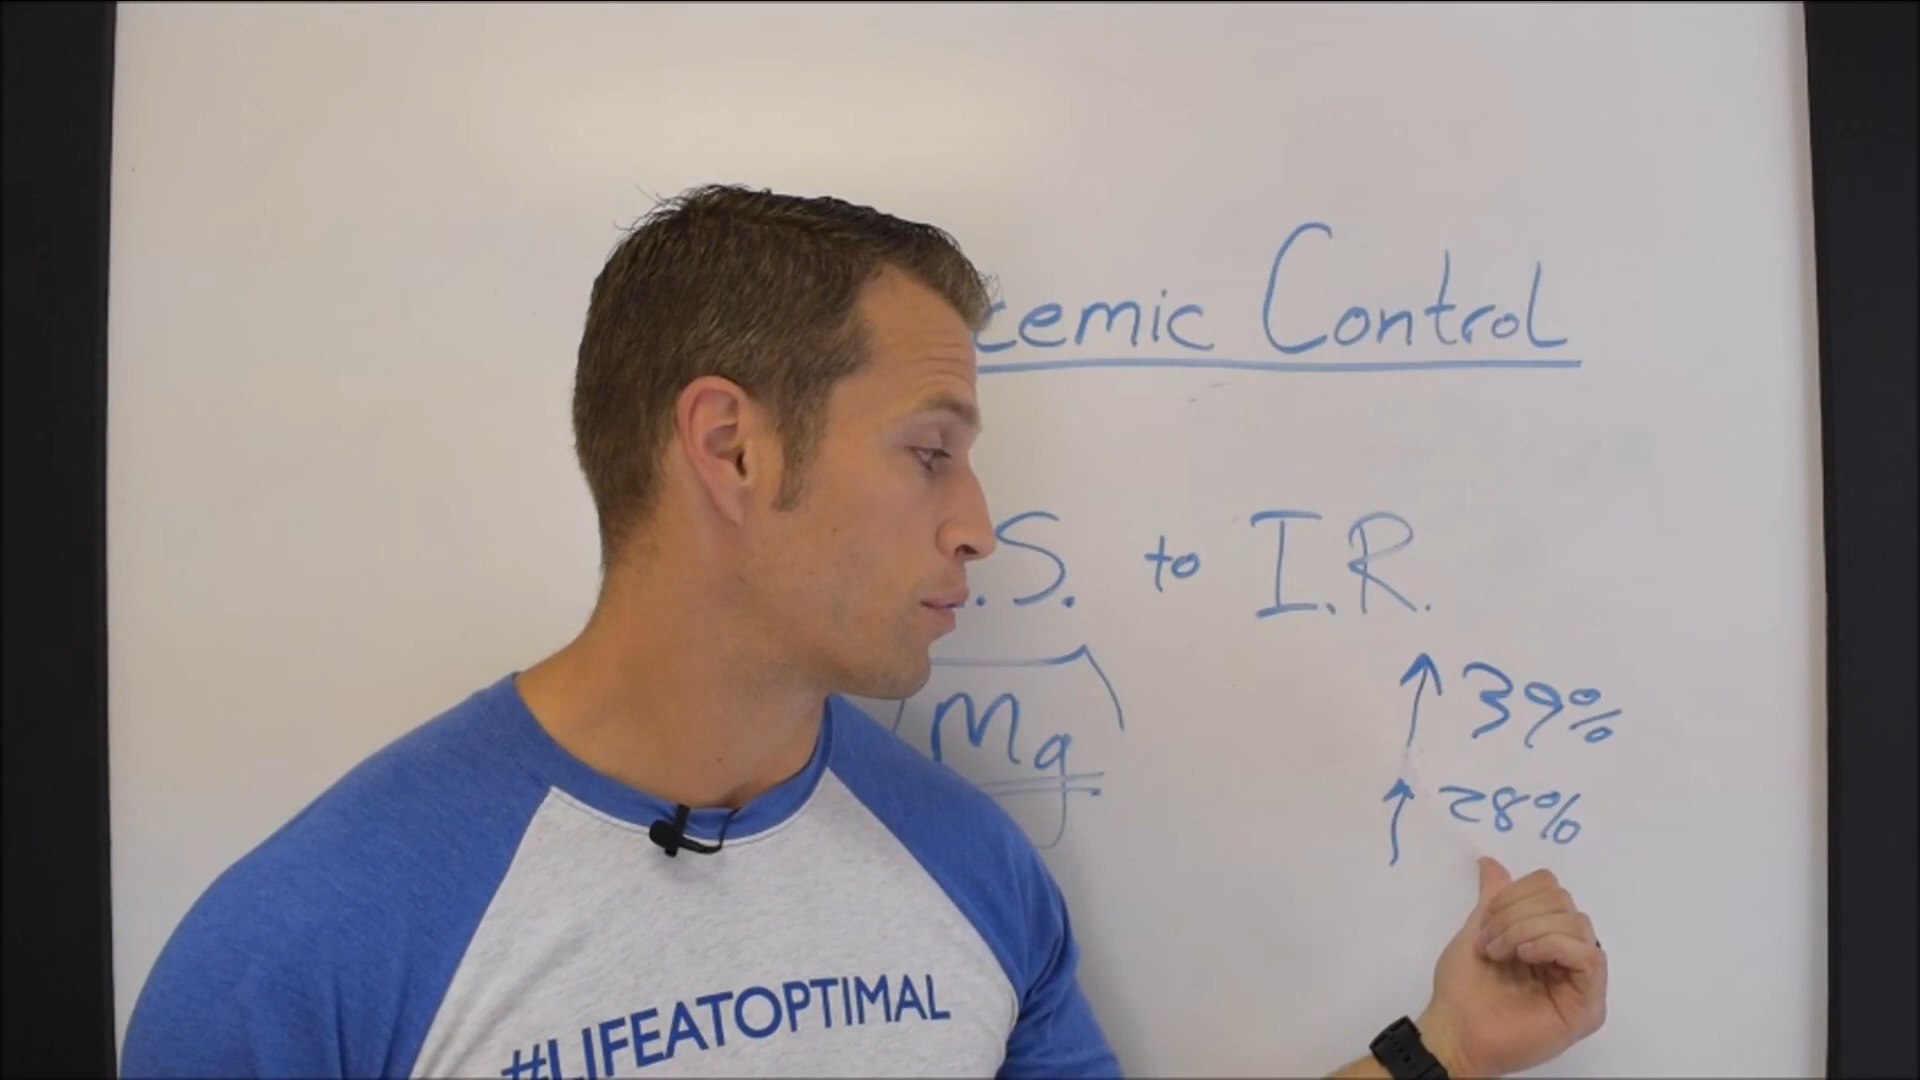 cemic Control
.S. to I.R.
↑ 39%
Mg
↑ 28%
#LIFEATOPTIMAL